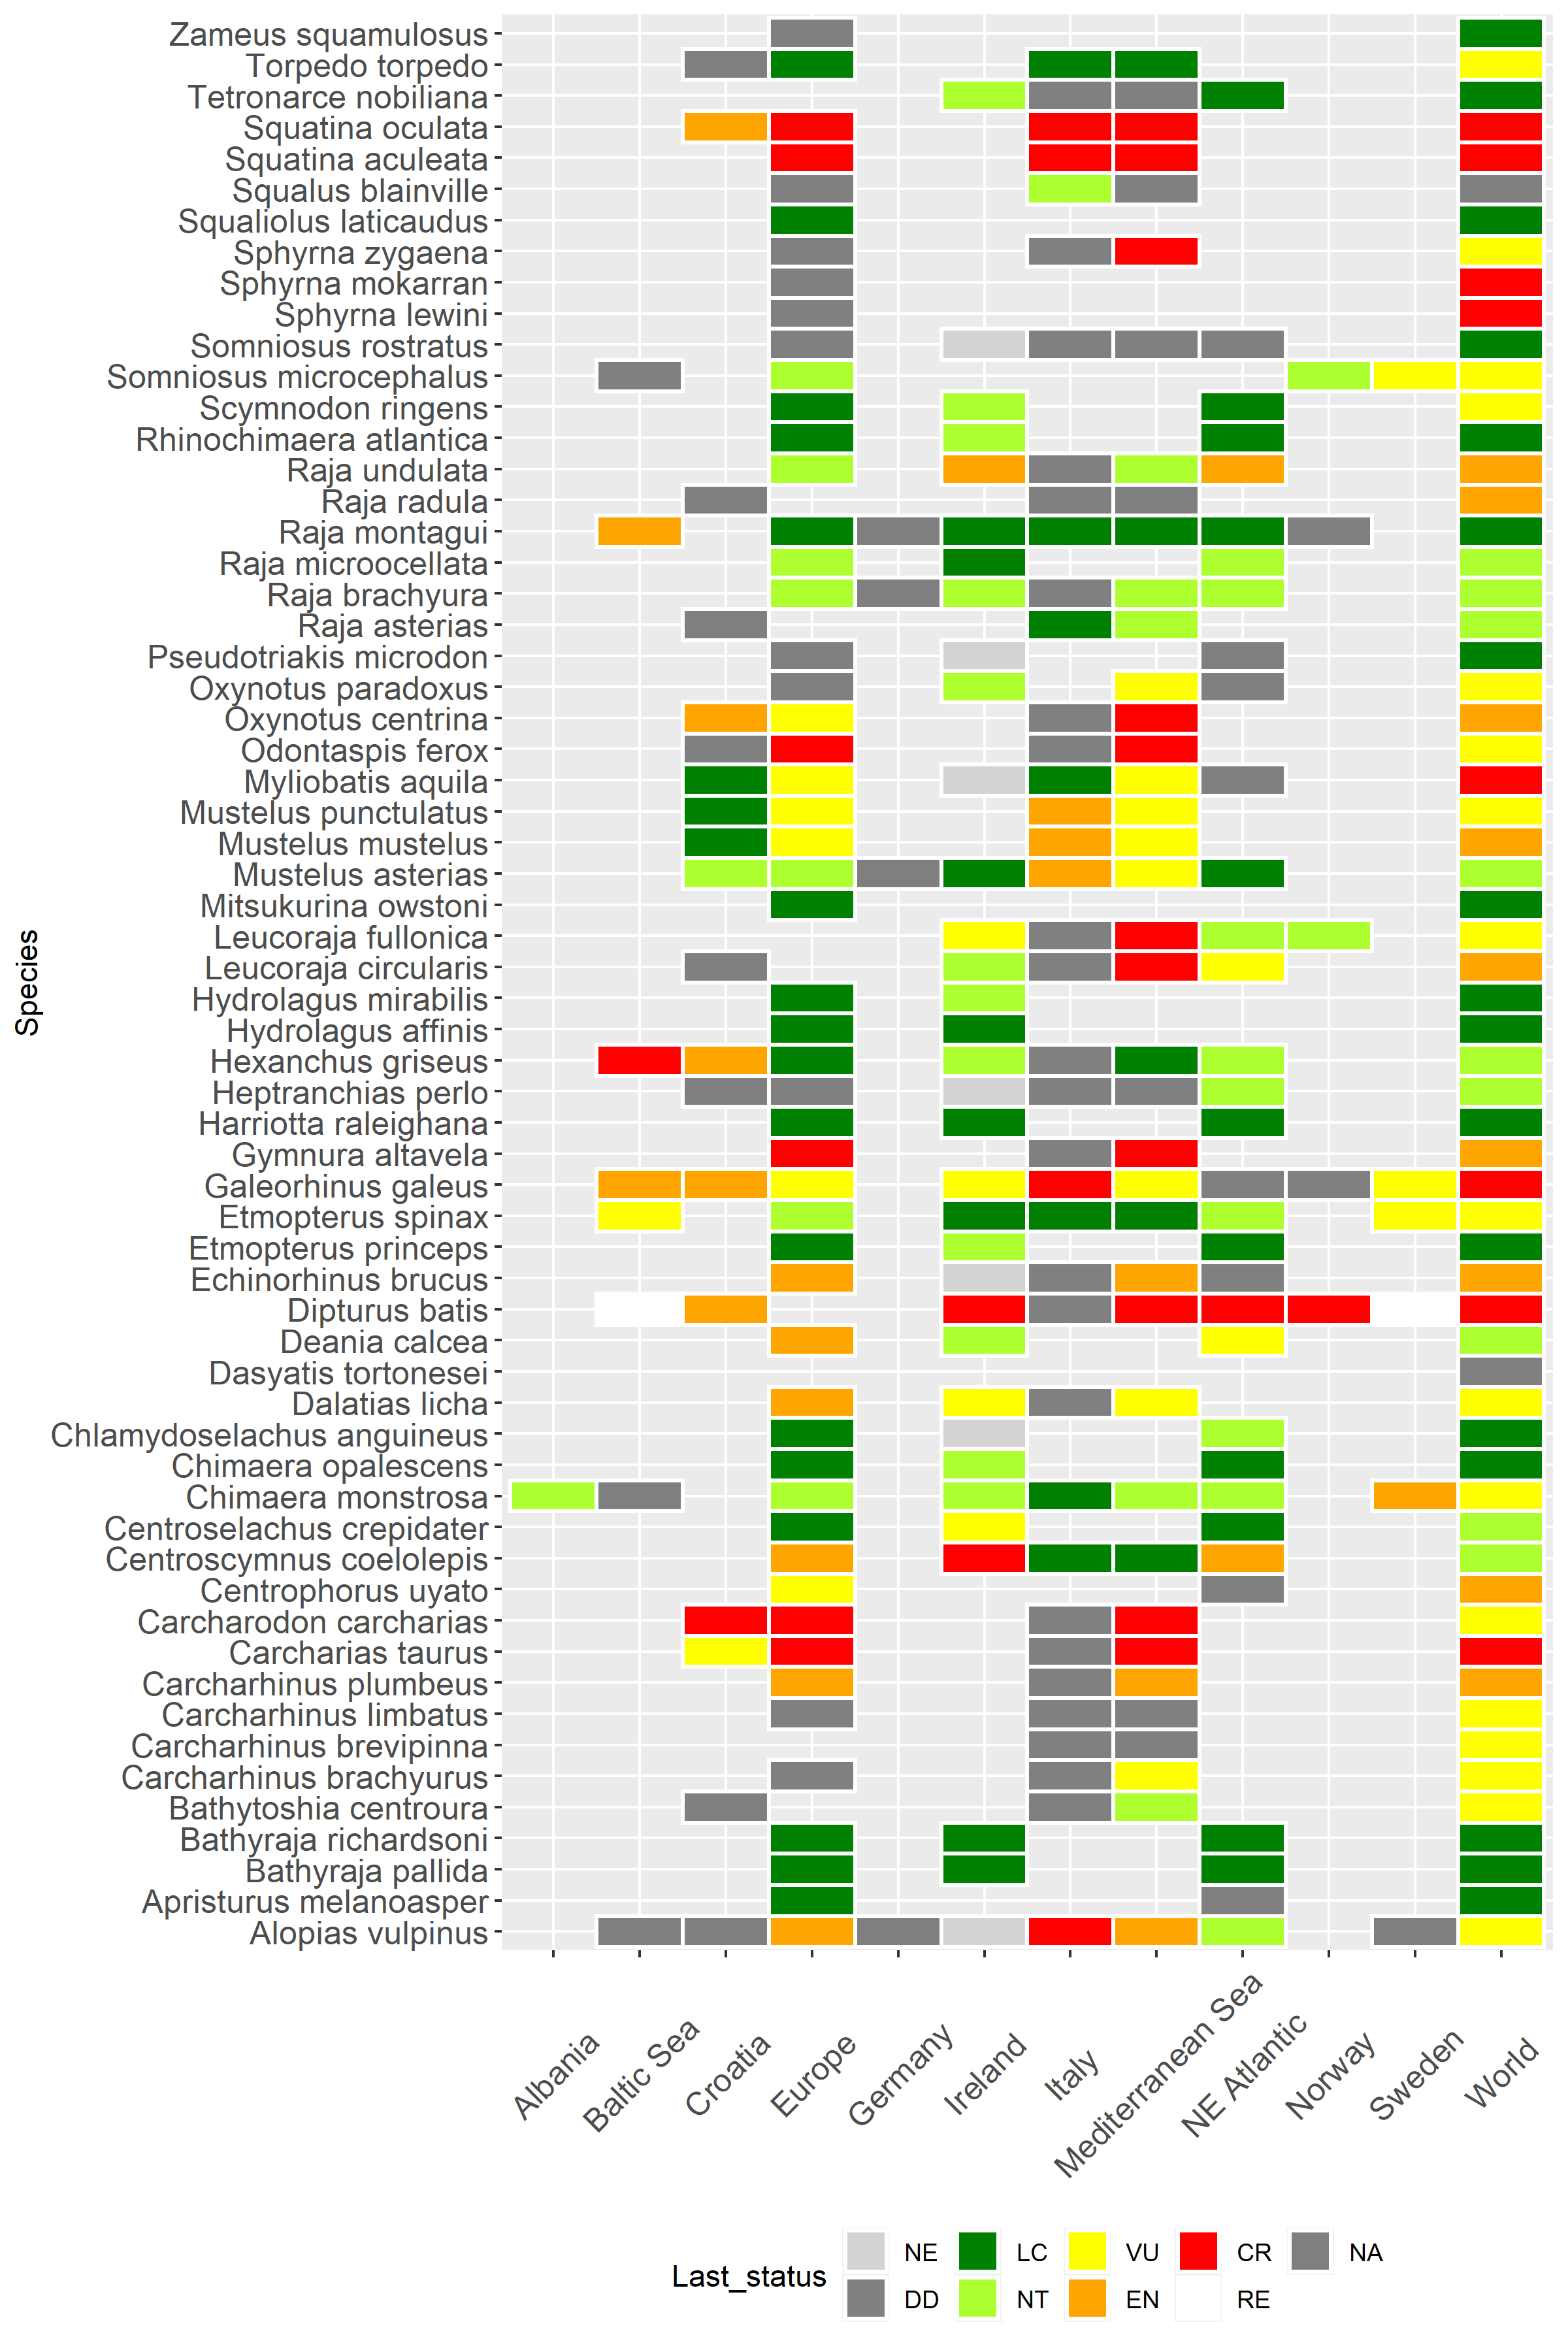 Species
Zameus squamulosus
Torpedo torpedo
Tetronarce nobiliana
Squatina oculata
Squatina aculeata
Squalus blainville
Squaliolus laticaudus
Sphyrna zygaena
Sphyrna mokarran
Sphyrna lewini
Somniosus rostratus
Somniosus microcephalus
Scymnodon ringens
Rhinochimaera atlantica
Raja undulata
Raja radula
Raja montagui
Raja microocellata
Raja brachyura
Raja asterias
Pseudotriakis microdon
Oxynotus paradoxus
Oxynotus centrina
Odontaspis ferox
Myliobatis aquila
Mustelus punctulatus
Mustelus mustelus
Mustelus asterias
Mitsukurina owstoni
Leucoraja fullonica
Leucoraja circularis
Hydrolagus mirabilis
Hydrolagus affinis
Hexanchus griseus
Heptranchias perlo
Harriotta raleighana
Gymnura altavela
Galeorhinus galeus
Etmopterus spinax
Etmopterus princeps
Echinorhinus brucus
Dipturus batis
Deania calcea
Dasyatis tortonesei
Dalatias licha
Chlamydoselachus anguineus
Chimaera opalescens
Chimaera monstrosa
Centroselachus crepidater
Centroscymnus coelolepis
Centrophorus uyato
Carcharodon carcharias
Carcharias taurus
Carcharhinus plumbeus
Carcharhinus limbatus
Carcharhinus brevipinna
Carcharhinus brachyurus
Bathytoshia centroura
Bathyraja richardsoni
Bathyraja pallida
Apristurus melanoasper
Alopias vulpinus
Albania
Baltic Sea
Croatia
Europe
Germany
Ireland
Italy
Mediterranean Sea
NE Atlantic
Norway
Sweden
World
Last_status
NE LC VU CR NA
DD NT EN RE